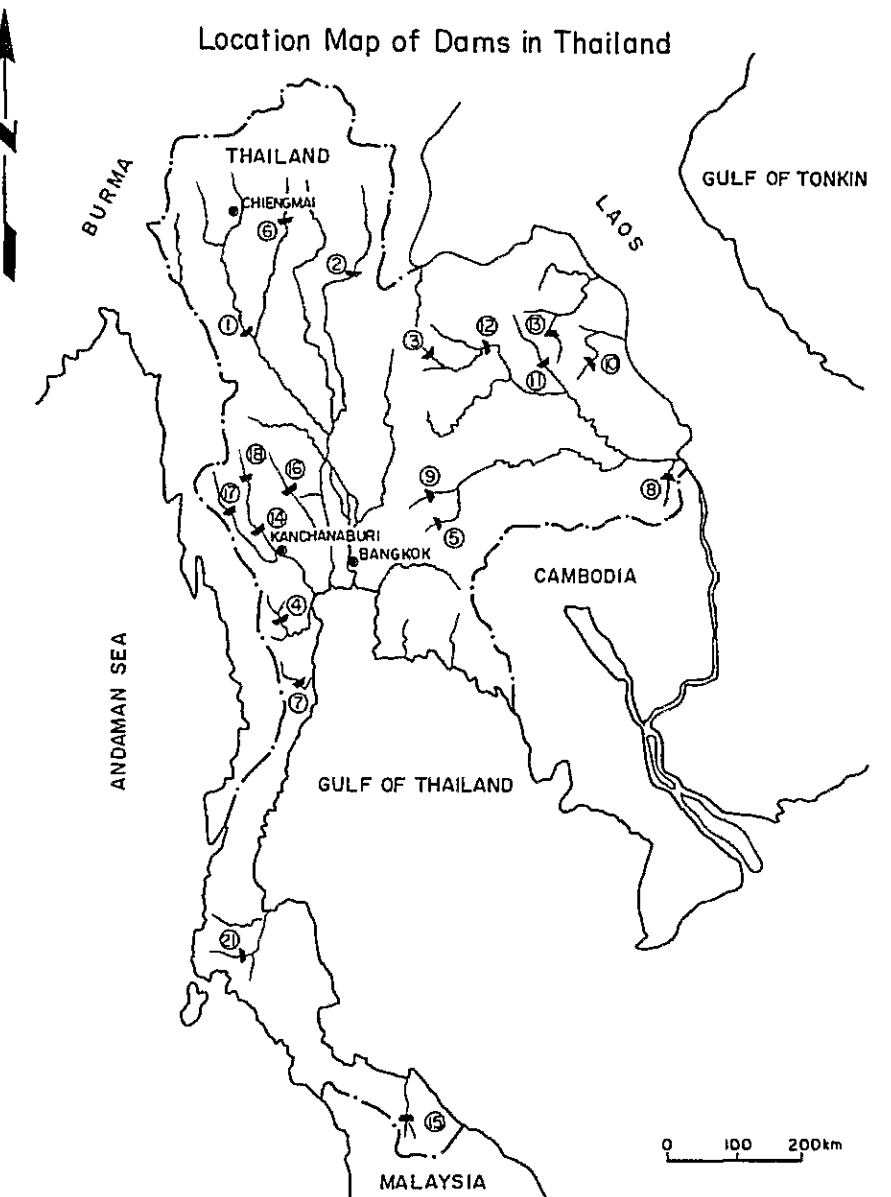 Location Map of Dams in Thailand
N
THAILAND
BURMA
CHIENGMAI
GULF OF TONKIN
LAOS
⑥
②
①
③
⑫
⑬
⑪
⑩
⑱
⑯
⑰
⑭
⑨
⑧
⑤
KANCHANABURI
BANGKOK
CAMBODIA
④
⑦
ANDAMAN SEA
GULF OF THAILAND
㉑
⑮
MALAYSIA
0 100 200km